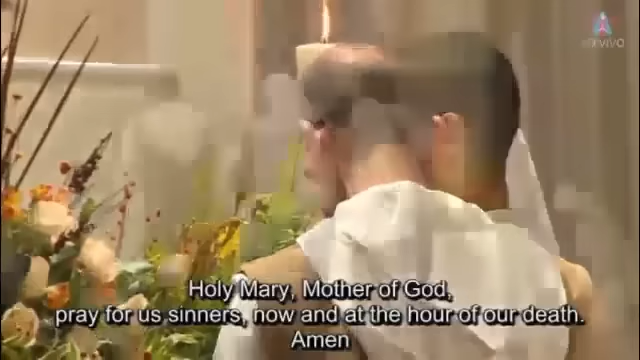 Holy Mary, Mother of God,
pray for us sinners, now and at the hour of our death.
Amen